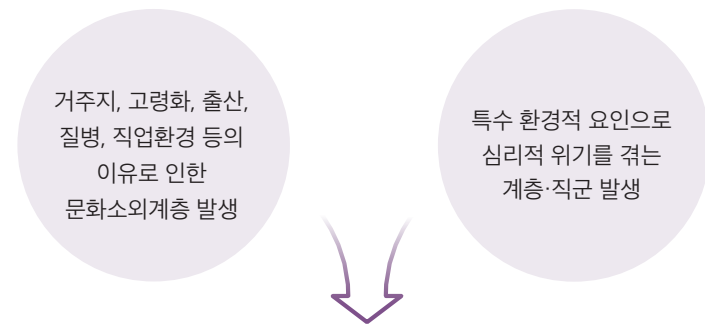 거주지, 고령화, 출산,
질병, 직업환경 등의
이유로 인한
문화소외계층 발생
특수 환경적 요인으로
심리적 위기를 겪는
계층·직군 발생